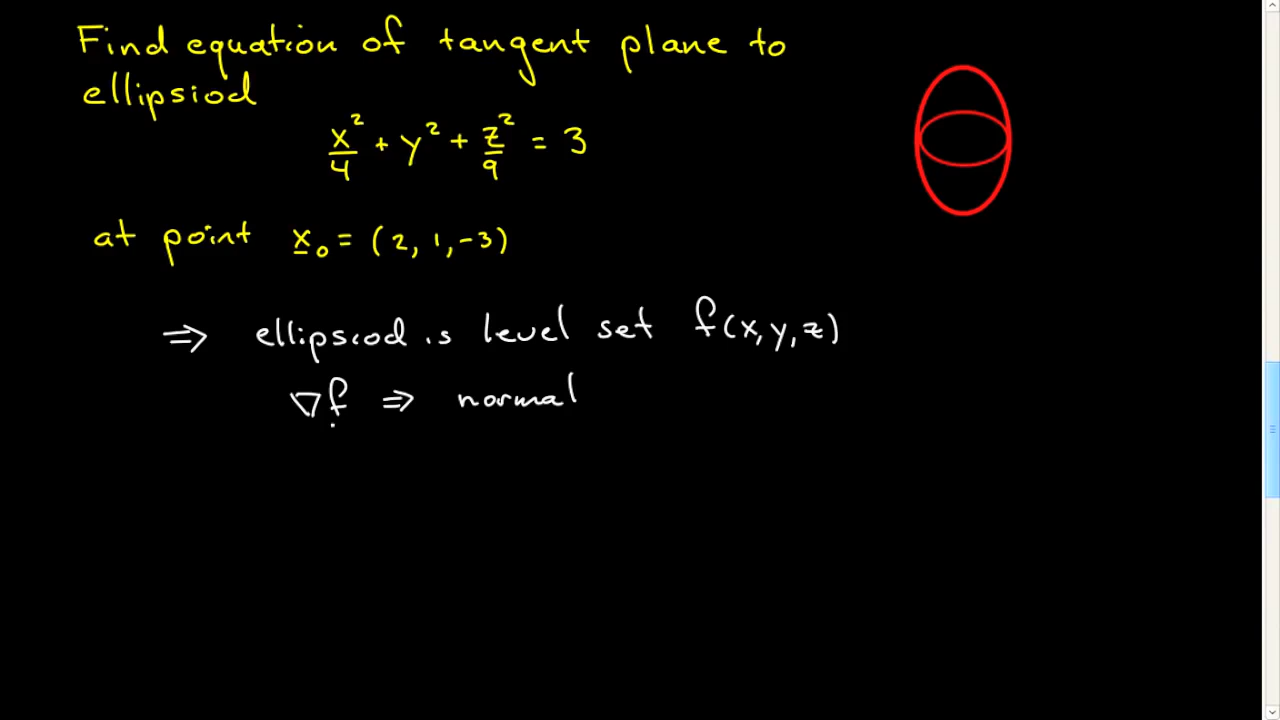 Find equation of tangent plane to
ellipsiod
x²/4 + y² + z²/9 = 3
at point x₀ = (2, 1, -3)
⇒ ellipsiod is level set f(x, y, z)
∇f ⇒ normal